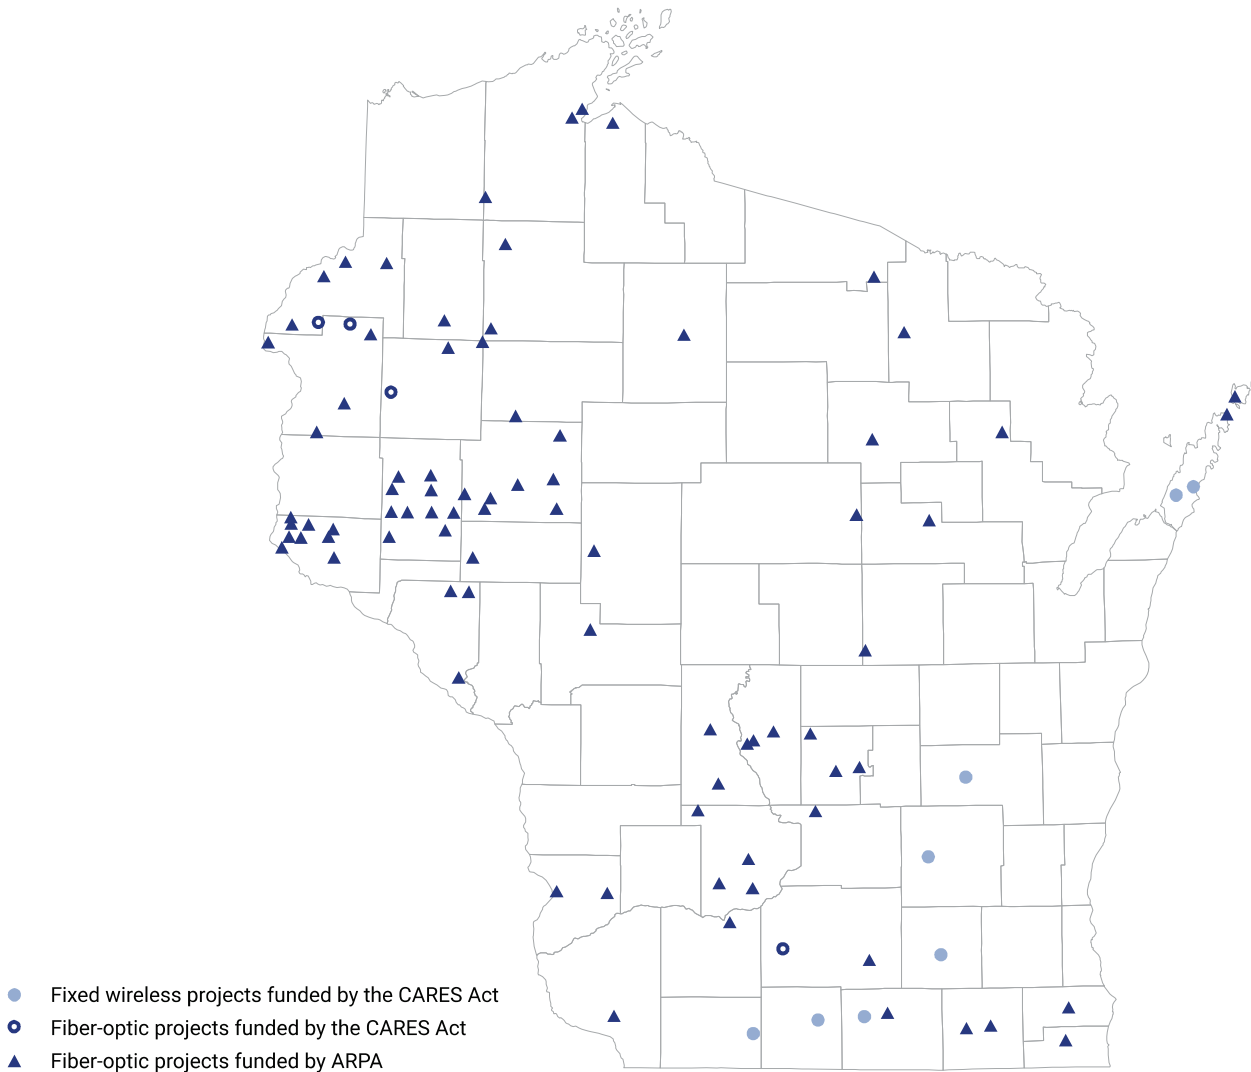 Fixed wireless projects funded by the CARES Act
Fiber-optic projects funded by the CARES Act
Fiber-optic projects funded by ARPA